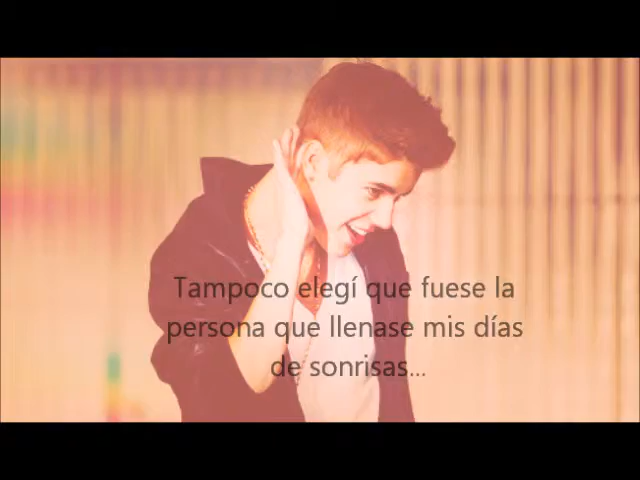 Tampoco elegí que fuese la
persona que llenase mis días
de sonrisas...